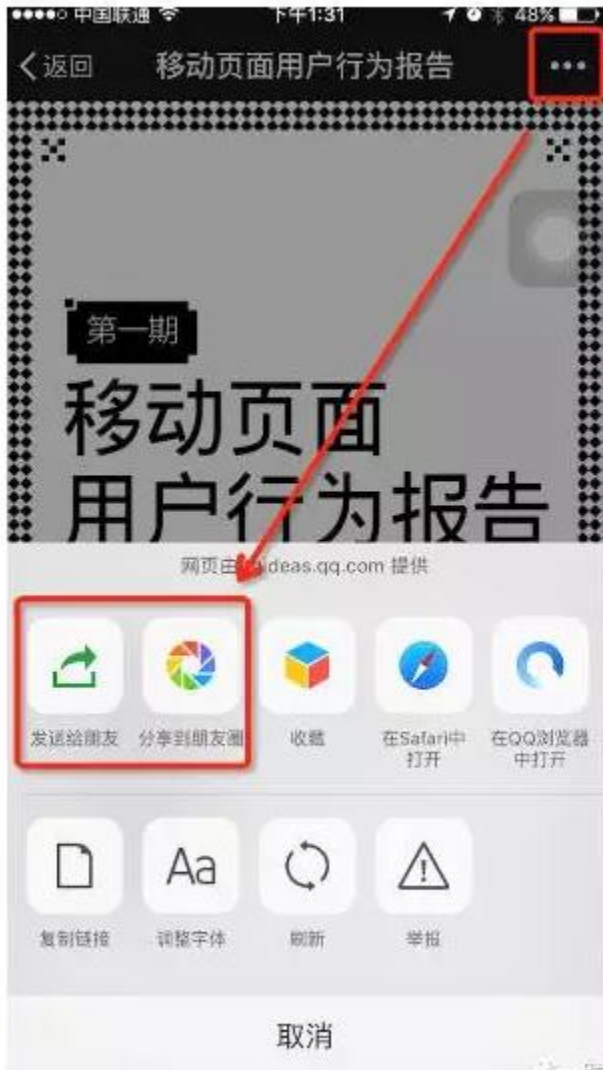 中国联通 下午1:31 48%
返回 移动页面用户行为报告
第一期
移动页面
用户行为报告
网页由 ideas.qq.com 提供
发送给朋友 分享到朋友圈 收藏 在Safari中打开 在QQ浏览器中打开
复制链接 调整字体 刷新 举报
取消